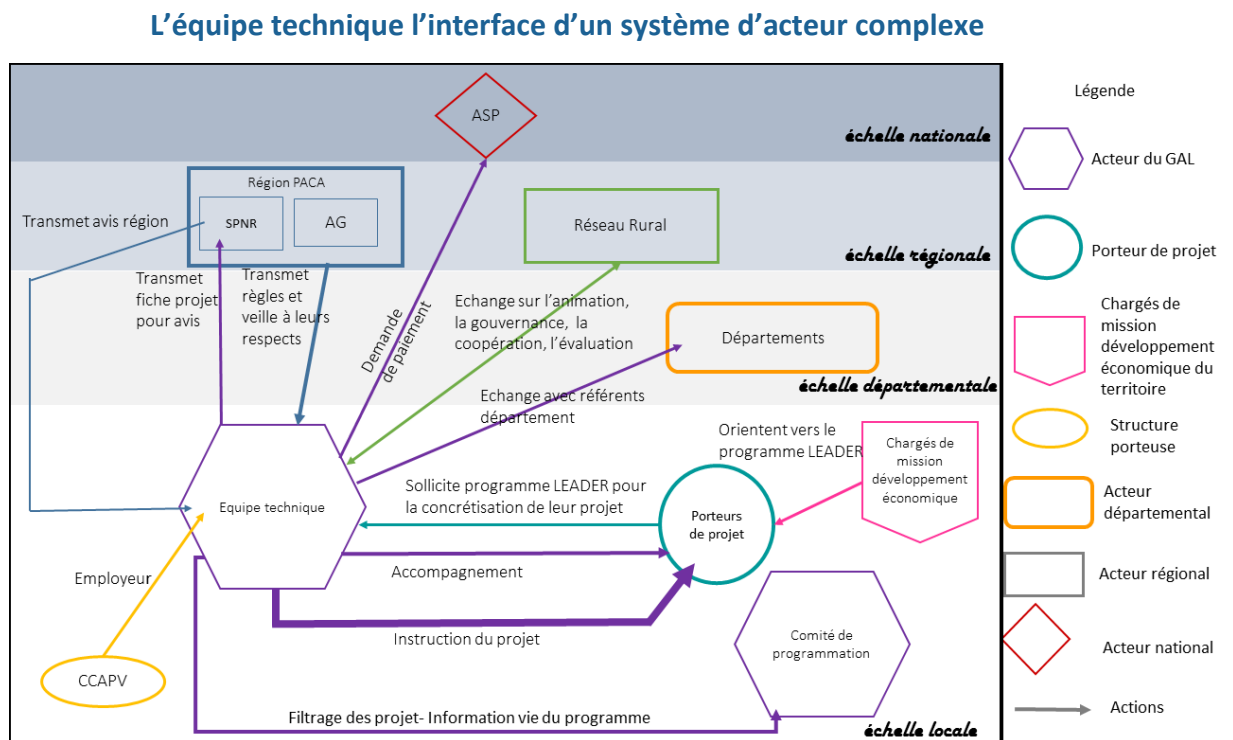 L’équipe technique l’interface d’un système d’acteur complexe
ASP
échelle nationale
Région PACA
SPNR
AG
Transmet avis région
Réseau Rural
échelle régionale
Transmet
fiche projet
pour avis
Transmet
règles et
veille à leurs
respects
Demande
de paiement
Echange sur l’animation,
la gouvernance, la
coopération, l’évaluation
Départements
échelle départementale
Echange avec référents
département
Orientent vers le
programme LEADER
Chargés de
mission
développement
économique
Sollicite programme LEADER pour
la concrétisation de leur projet
Equipe technique
Porteurs
de projet
Accompagnement
Employeur
Instruction du projet
Comité de
programmation
CCAPV
Filtrage des projet- Information vie du programme
échelle locale
Légende
Acteur du GAL
Porteur de projet
Chargés de
mission
développement
économique du
territoire
Structure
porteuse
Acteur
départemental
Acteur régional
Acteur national
Actions